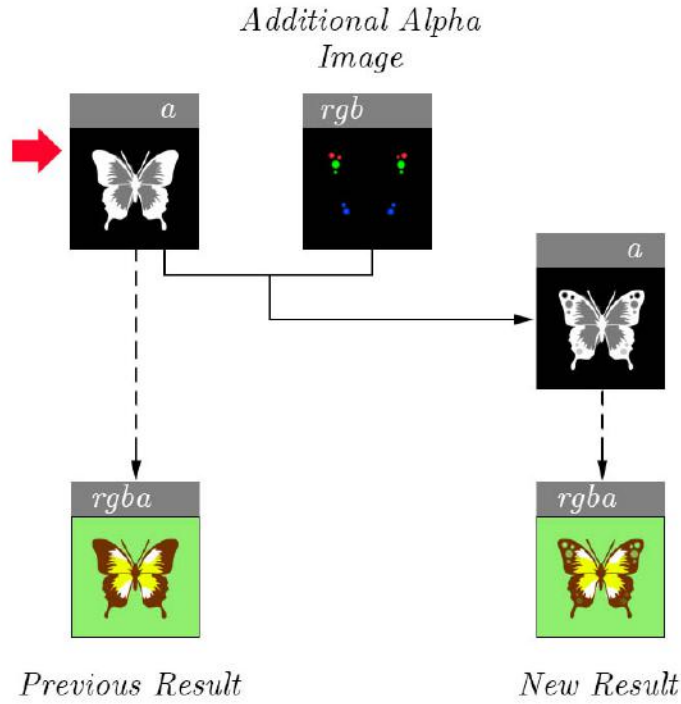 Additional Alpha
Image
a
rgb
a
rgba
rgba
Previous Result
New Result